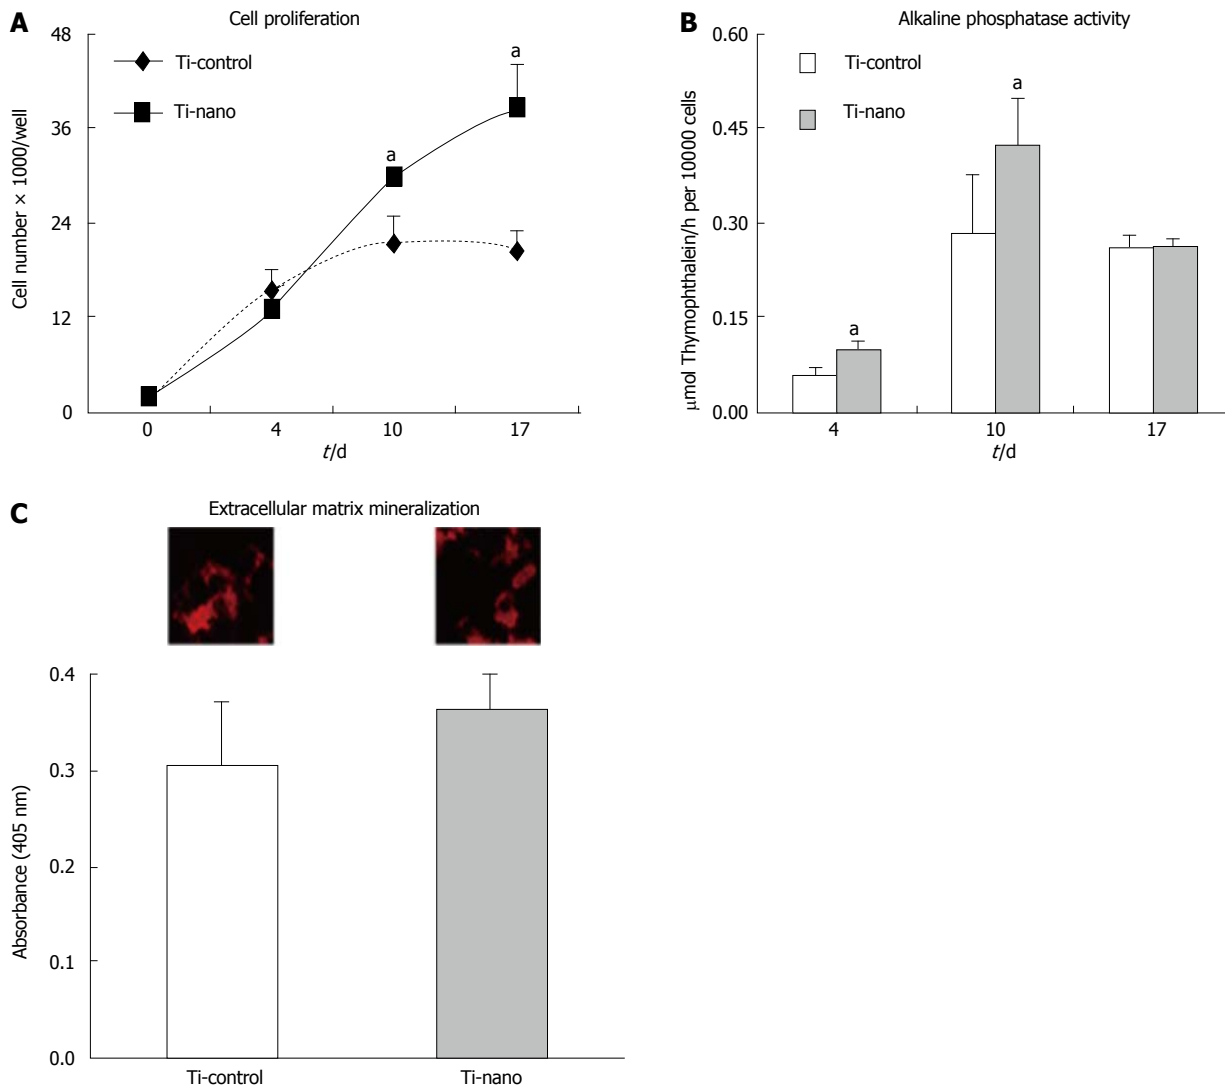 A
Cell proliferation
48
36
24
12
0
Cell number × 1000/well
Ti-control
Ti-nano
a
a
0 4 10 17
t/d
B
Alkaline phosphatase activity
0.60
0.45
0.30
0.15
0.00
μmol Thymophthalein/h per 10000 cells
Ti-control
Ti-nano
a
a
4 10 17
t/d
C
Extracellular matrix mineralization
0.4
0.3
0.2
0.1
0.0
Absorbance (405 nm)
Ti-control Ti-nano